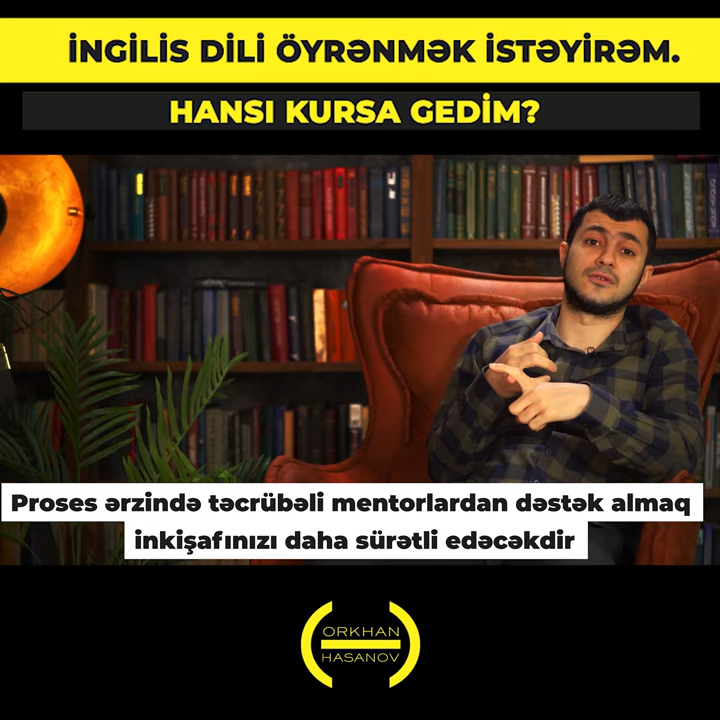 İNGİLİS DİLİ ÖYRƏNMƏK İSTƏYİRƏM.
HANSI KURSA GEDİM?
Proses ərzində təcrübəli mentorlardan dəstək almaq
inkişafınızı daha sürətli edəcəkdir
ORKHAN
HASANOV